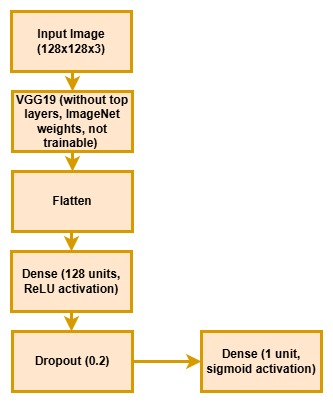 Input Image
(128x128x3)
VGG19 (without top
layers, ImageNet
weights, not
trainable)
Flatten
Dense (128 units,
ReLU activation)
Dropout (0.2)
Dense (1 unit,
sigmoid activation)